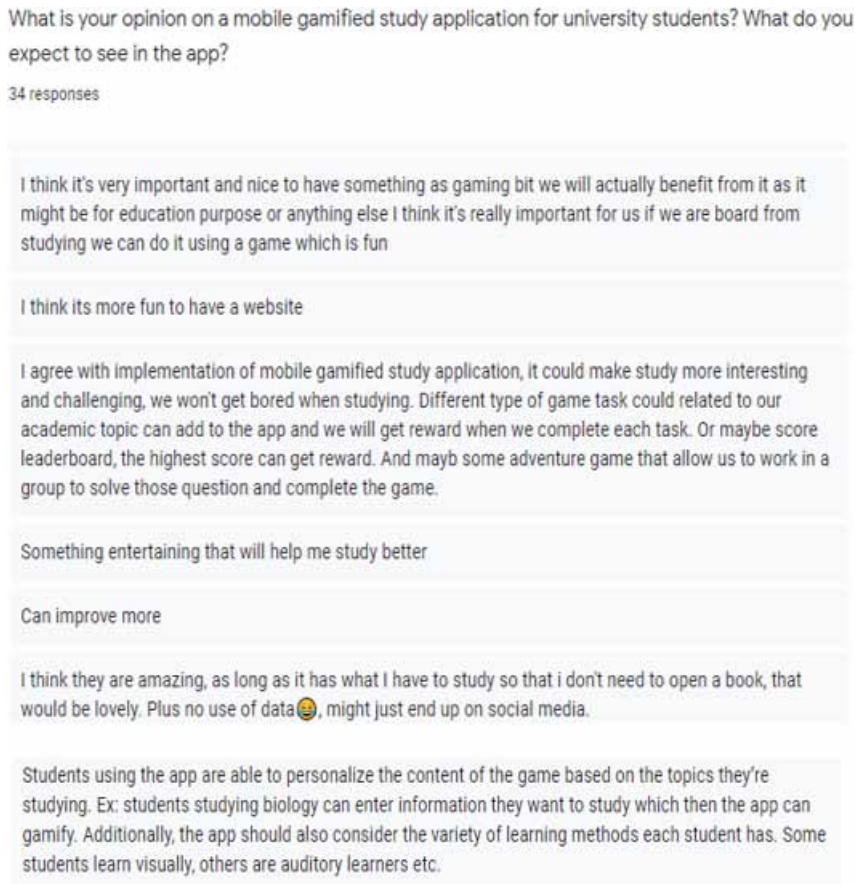 What is your opinion on a mobile gamified study application for university students? What do you
expect to see in the app?
34 responses
I think it's very important and nice to have something as gaming bit we will actually benefit from it as it
might be for education purpose or anything else I think it's really important for us if we are board from
studying we can do it using a game which is fun
I think its more fun to have a website
I agree with implementation of mobile gamified study application, it could make study more interesting
and challenging, we won't get bored when studying. Different type of game task could related to our
academic topic can add to the app and we will get reward when we complete each task. Or maybe score
leaderboard, the highest score can get reward. And mayb some adventure game that allow us to work in a
group to solve those question and complete the game.
Something entertaining that will help me study better
Can improve more
I think they are amazing, as long as it has what I have to study so that i don't need to open a book, that
would be lovely. Plus no use of data😂, might just end up on social media.
Students using the app are able to personalize the content of the game based on the topics they're
studying. Ex: students studying biology can enter information they want to study which then the app can
gamify. Additionally, the app should also consider the variety of learning methods each student has. Some
students learn visually, others are auditory learners etc.